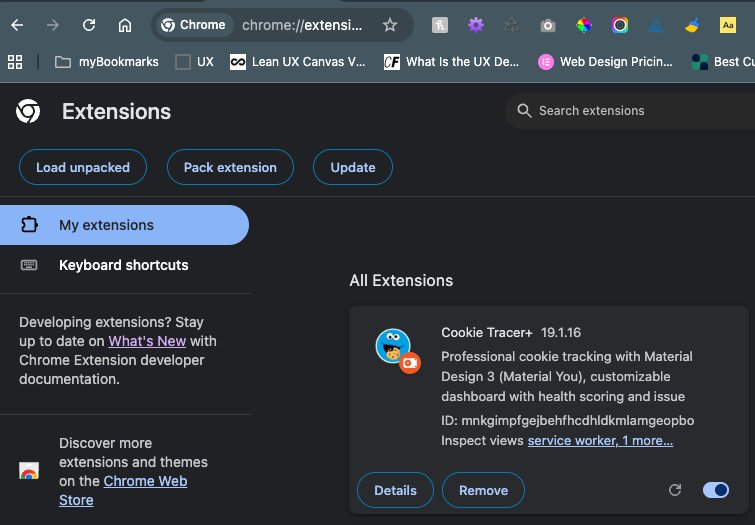 Chrome chrome://extensi...
Aa
myBookmarks UX Lean UX Canvas V... CF What Is the UX De... Web Design Pricin... Best Cu
Extensions
Search extensions
Load unpacked Pack extension Update
My extensions
Keyboard shortcuts
Developing extensions? Stay
up to date on What's New with
Chrome Extension developer
documentation.
Discover more
extensions and themes
on the Chrome Web
Store
All Extensions
Cookie Tracer+ 19.1.16
Professional cookie tracking with Material
Design 3 (Material You), customizable
dashboard with health scoring and issue
ID: mnkgimpfgejbehfhcdhldkmlamgeopbo
Inspect views service worker, 1 more...
Details Remove